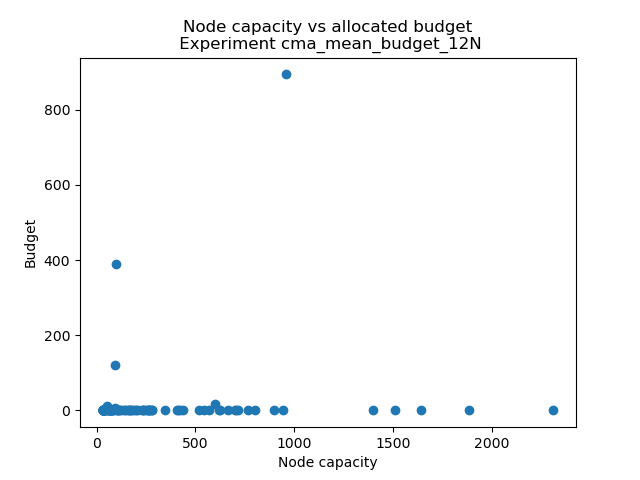 Node capacity vs allocated budget
Experiment cma_mean_budget_12N
800
600
400
200
0
Budget
0 500 1000 1500 2000
Node capacity